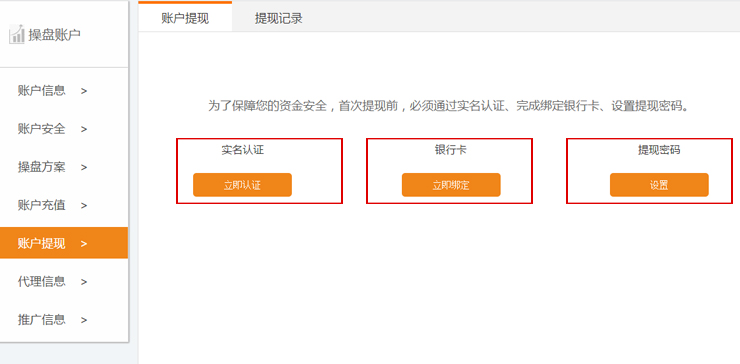 操盘账户
账户信息 >
账户安全 >
操盘方案 >
账户充值 >
账户提现 >
代理信息 >
推广信息 >
账户提现 提现记录
为了保障您的资金安全，首次提现前，必须通过实名认证、完成绑定银行卡、设置提现密码。
实名认证 银行卡 提现密码
立即认证 立即绑定 设置